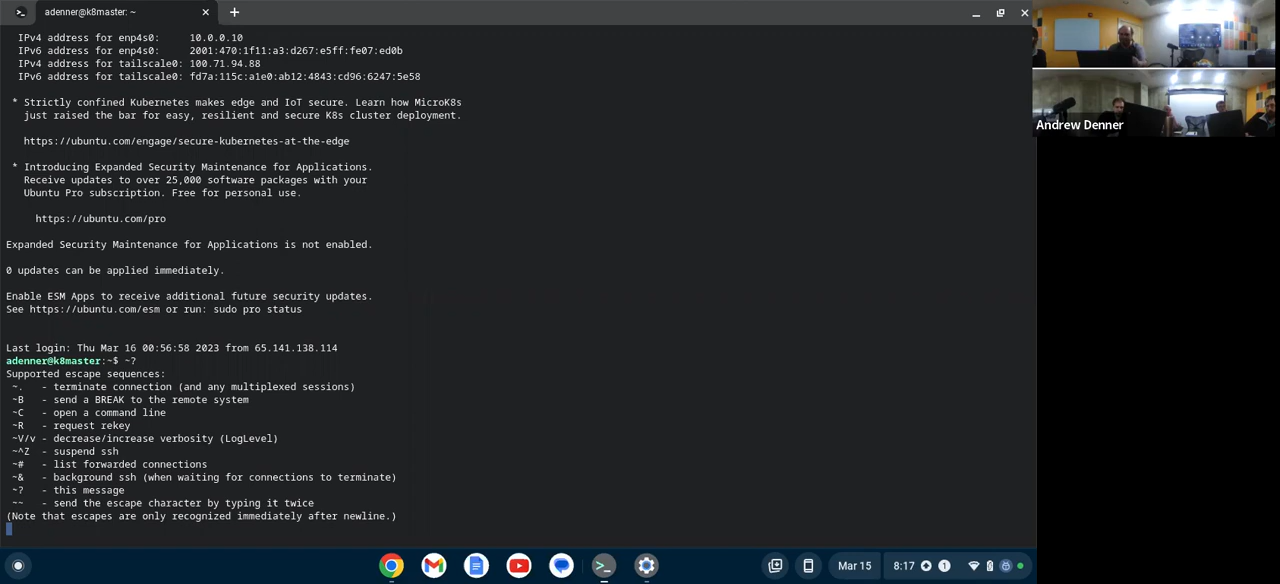 adenner@k8master: ~
IPv4 address for enp4s0: 10.0.0.10
IPv6 address for enp4s0: 2001:470:1f11:a3:d267:e5ff:fe07:ed0b
IPv4 address for tailscale0: 100.71.94.88
IPv6 address for tailscale0: fd7a:115c:a1e0:ab12:4843:cd96:6247:5e58
* Strictly confined Kubernetes makes edge and IoT secure. Learn how MicroK8s
just raised the bar for easy, resilient and secure K8s cluster deployment.
https://ubuntu.com/engage/secure-kubernetes-at-the-edge
* Introducing Expanded Security Maintenance for Applications.
Receive updates to over 25,000 software packages with your
Ubuntu Pro subscription. Free for personal use.
https://ubuntu.com/pro
Expanded Security Maintenance for Applications is not enabled.
0 updates can be applied immediately.
Enable ESM Apps to receive additional future security updates.
See https://ubuntu.com/esm or run: sudo pro status
Last login: Thu Mar 16 00:56:58 2023 from 65.141.138.114
adenner@k8master:~$ ~?
Supported escape sequences:
~. - terminate connection (and any multiplexed sessions)
~B - send a BREAK to the remote system
~C - open a command line
~R - request rekey
~V/v - decrease/increase verbosity (LogLevel)
~^Z - suspend ssh
~# - list forwarded connections
~& - background ssh (when waiting for connections to terminate)
~? - this message
~~ - send the escape character by typing it twice
(Note that escapes are only recognized immediately after newline.)
Andrew Denner
Mar 15
8:17
1